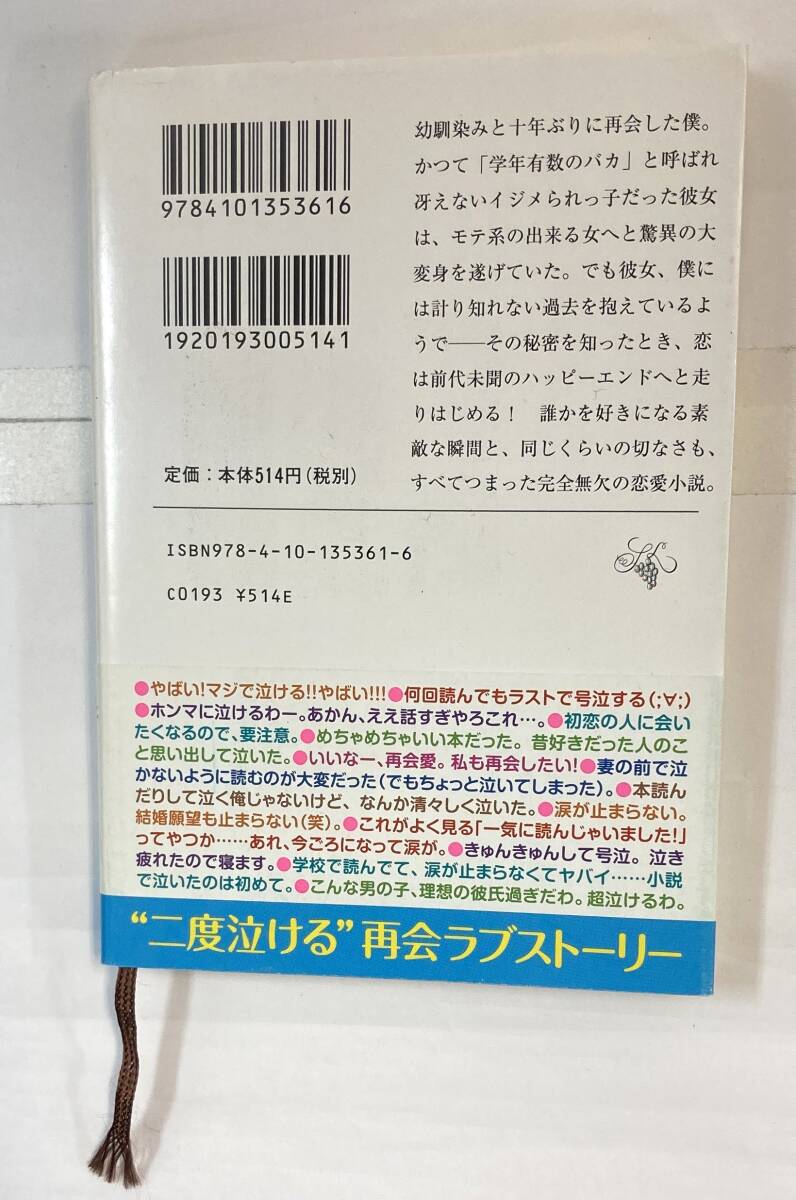 9784101353616
1920193005141
定価：本体514円（税別）
幼馴染みと十年ぶりに再会した僕。
かつて「学年有数のバカ」と呼ばれ
冴えないイジメられっ子だった彼女
は、モテ系の出来る女へと驚異の大
変身を遂げていた。でも彼女、僕に
は計り知れない過去を抱えているよ
うで――その秘密を知ったとき、恋
は前代未聞のハッピーエンドへと走
りはじめる！　誰かを好きになる素
敵な瞬間と、同じくらいの切なさも、
すべてつまった完全無欠の恋愛小説。
ISBN978-4-10-135361-6
C0193 ¥514E
●やばい！マジで泣ける!!やばい!!!●何回読んでもラストで号泣する(;∀;)
●ホンマに泣けるわー。あかん、ええ話すぎやろこれ…。●初恋の人に会い
たくなるので、要注意。●めちゃめちゃいい本だった。昔好きだった人のこ
と思い出して泣いた。●いいなー、再会愛。私も再会したい！●妻の前で泣
かないように読むのが大変だった（でもちょっと泣いてしまった）。●本読ん
だりして泣く俺じゃないけど、なんか清々しく泣いた。●涙が止まらない。
結婚願望も止まらない（笑）。●これがよく見る「一気に読んじゃいました！」
ってやつか……あれ、今ごろになって涙が。●きゅんきゅんして号泣。泣き
疲れたので寝ます。●学校で読んでて、涙が止まらなくてヤバイ……小説
で泣いたのは初めて。●こんな男の子、理想の彼氏過ぎだわ。超泣けるわ。
“二度泣ける”再会ラブストーリー